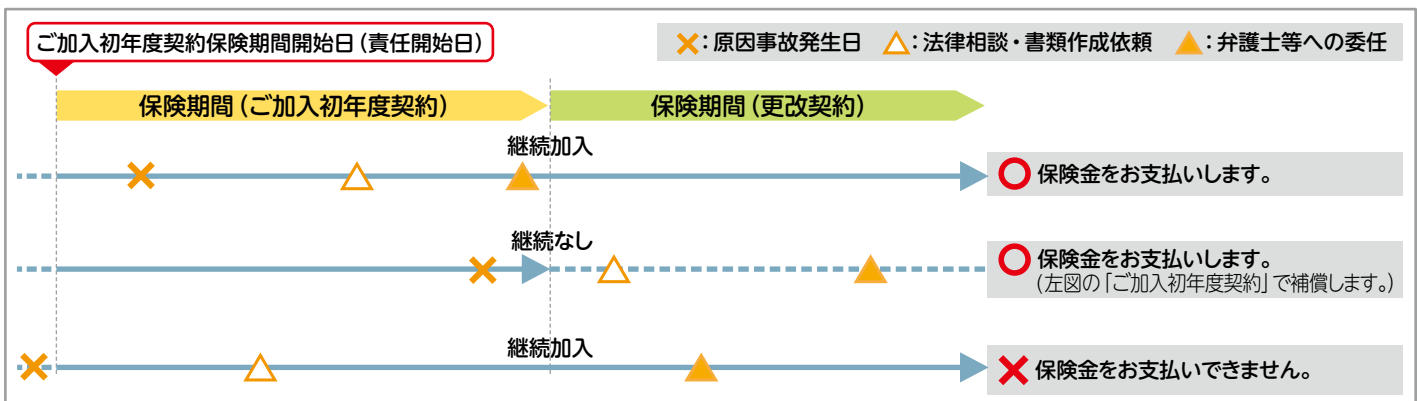 ご加入初年度契約保険期間開始日(責任開始日)
×:原因事故発生日 △:法律相談・書類作成依頼 ▲:弁護士等への委任
保険期間(ご加入初年度契約) 保険期間(更改契約)
継続加入
保険金をお支払いします。
継続なし
保険金をお支払いします。
(左図の「ご加入初年度契約」で補償します。)
継続加入
保険金をお支払いできません。